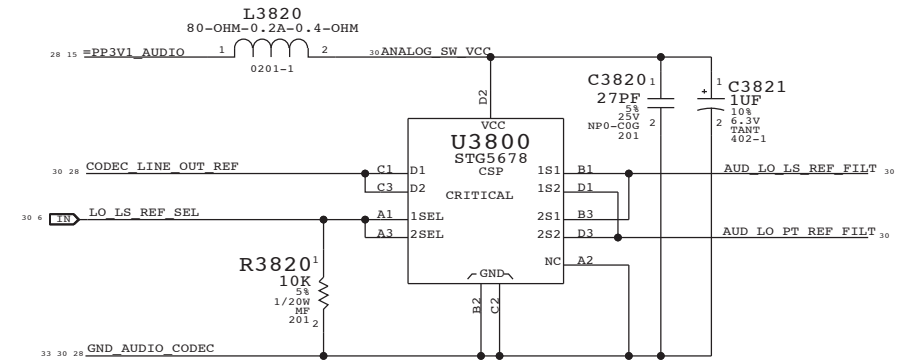 L3820
80-OHM-0.2A-0.4-OHM
28 15 =PP3V1_AUDIO 1 2 30 ANALOG_SW_VCC
0201-1
D2
C3820 1
27PF
5%
25V
NP0-C0G 2
201
1 C3821
+ 1UF
10%
2 6.3V
TANT
402-1
VCC
U3800
STG5678
CSP
CRITICAL
30 28 CODEC_LINE_OUT_REF C1 D1
C3 D2
30 6 IN LO_LS_REF_SEL A1 1SEL
A3 2SEL
1S1 B1 AUD_LO_LS_REF_FILT 30
1S2 D1
2S1 B3
2S2 D3 AUD_LO_PT_REF_FILT 30
NC A2
GND
B2 C2
R3820 1
10K
5%
1/20W
MF
201 2
33 30 28 GND_AUDIO_CODEC